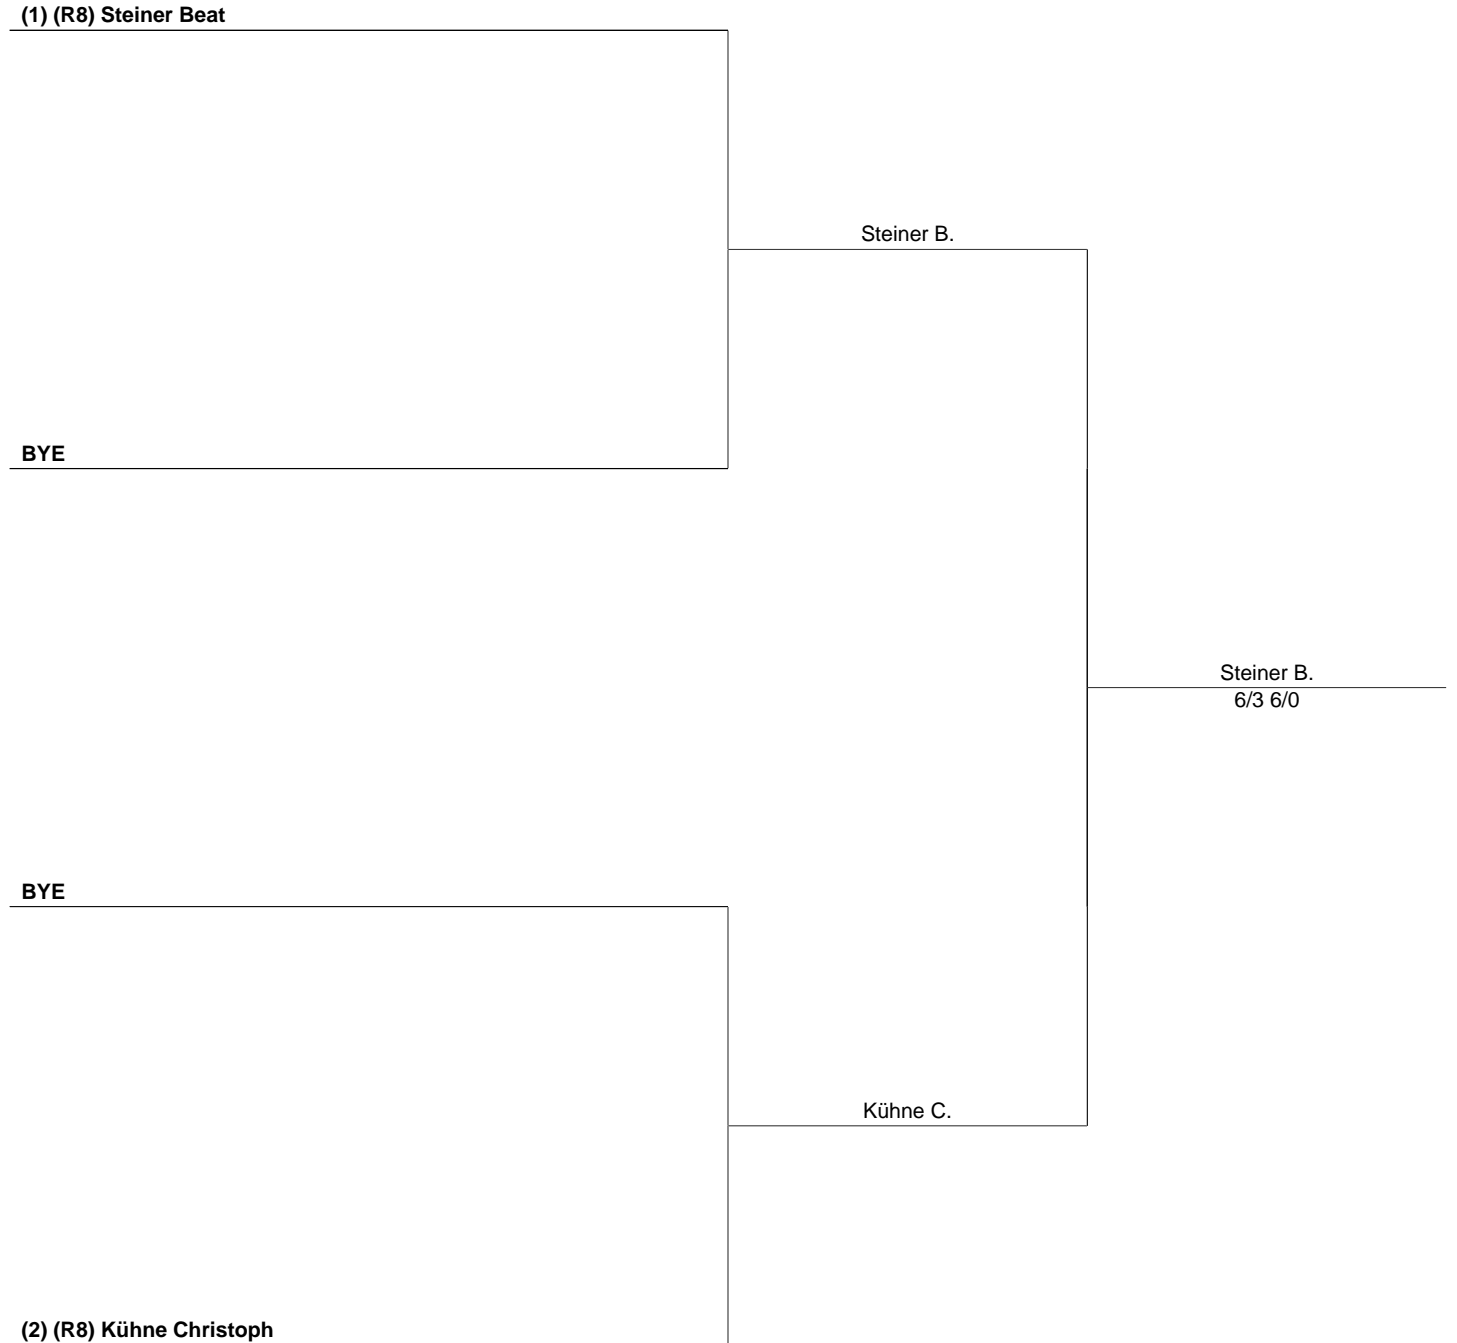 (1) (R8) Steiner Beat
Steiner B.
BYE
Steiner B.
6/3 6/0
BYE
Kühne C.
(2) (R8) Kühne Christoph